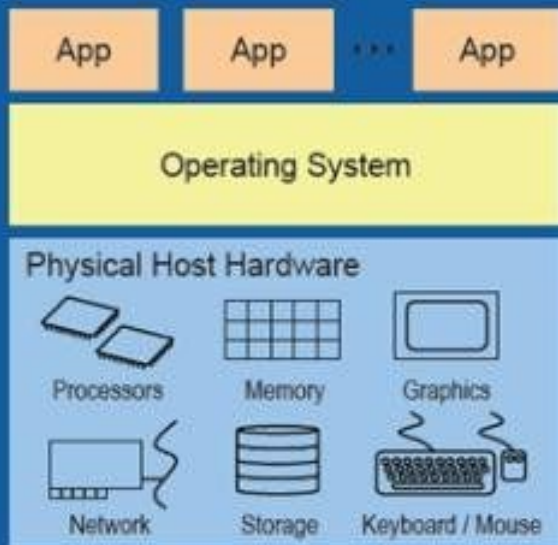 App App ... App
Operating System
Physical Host Hardware
Processors Memory Graphics
Network Storage Keyboard / Mouse